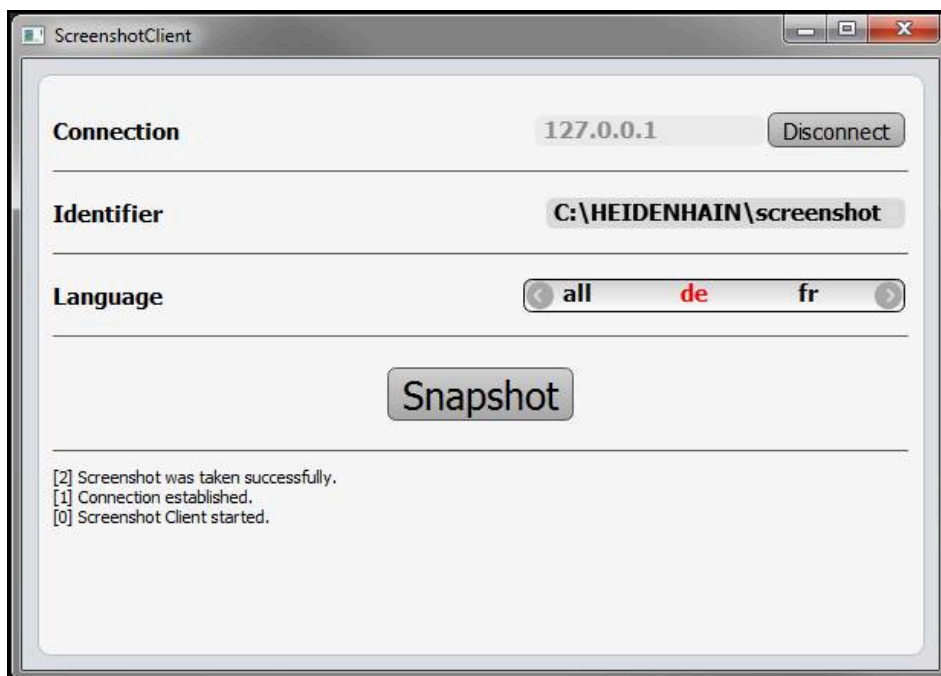 ScreenshotClient
Connection 127.0.0.1 Disconnect
Identifier C:\HEIDENHAIN\screenshot
Language all de fr
Snapshot
[2] Screenshot was taken successfully.
[1] Connection established.
[0] Screenshot Client started.